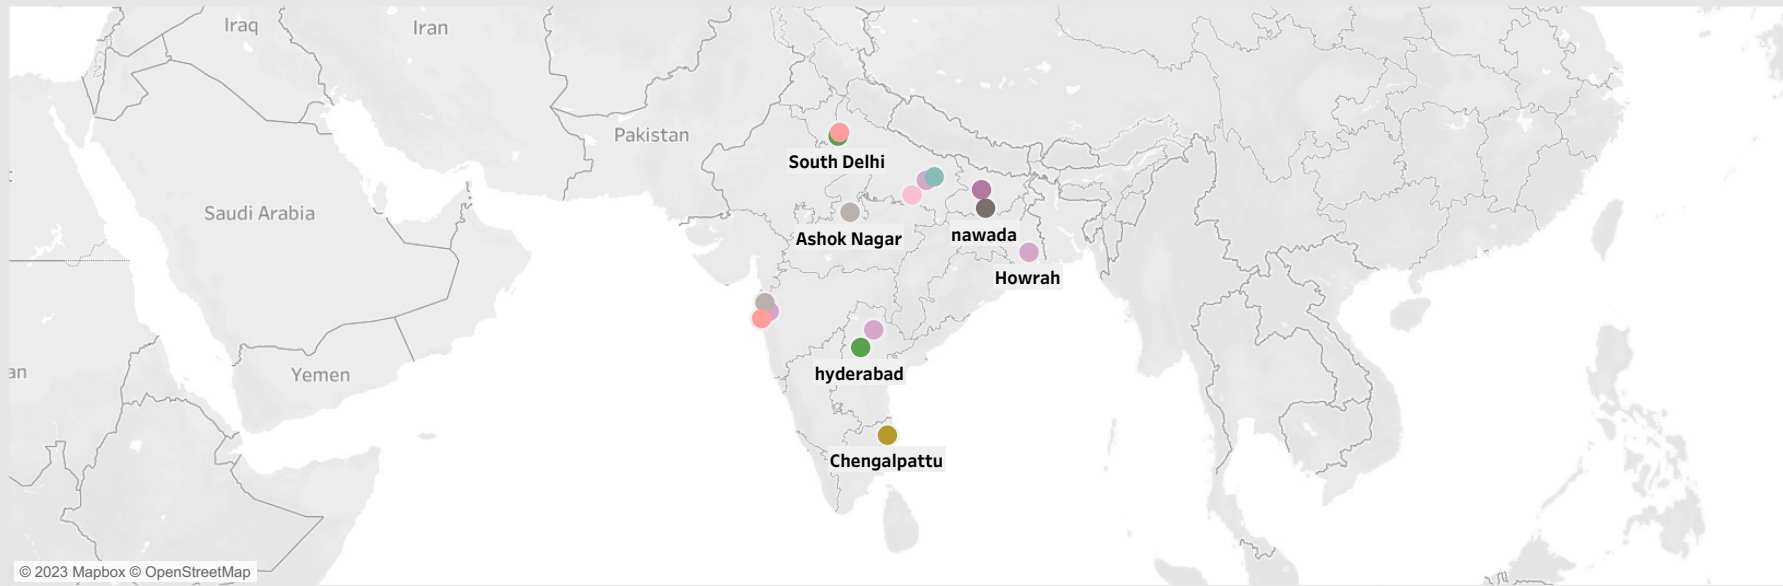 Iraq
Iran
Pakistan
South Delhi
Saudi Arabia
Ashok Nagar
nawada
Howrah
an
Yemen
hyderabad
Chengalpattu
© 2023 Mapbox © OpenStreetMap